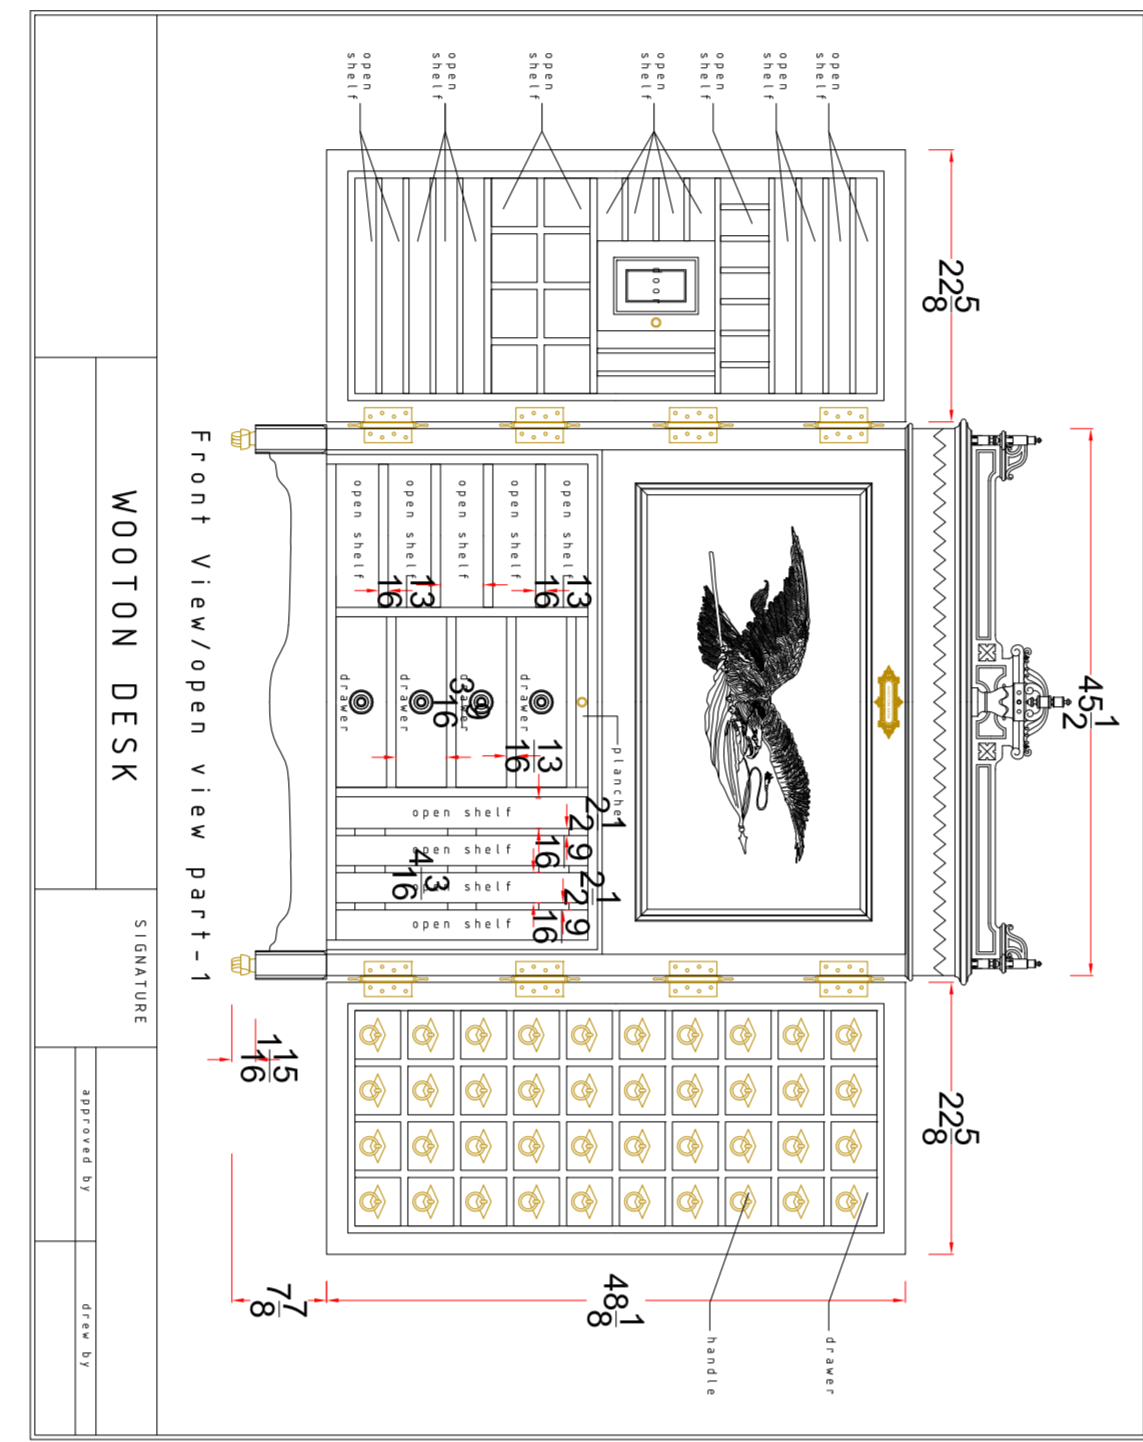 45 1/2
22 5/8
22 5/8
open
shelf
open
shelf
open
shelf
open
shelf
open
shelf
open
shelf
open
shelf
door
drawer
handle
48 1/8
7 7/8
1 15/16
planche
open shelf
open shelf
open shelf
open shelf
open shelf
13/16
13/16
drawer
drawer
drawer
drawer
3 9/16
13/16
open shelf
open shelf
open shelf
open shelf
2 1/2
9/16
2 1/2
9/16
4 3/16
Front View/open view part-1
WOOTON DESK
SIGNATURE
approved by
drew by